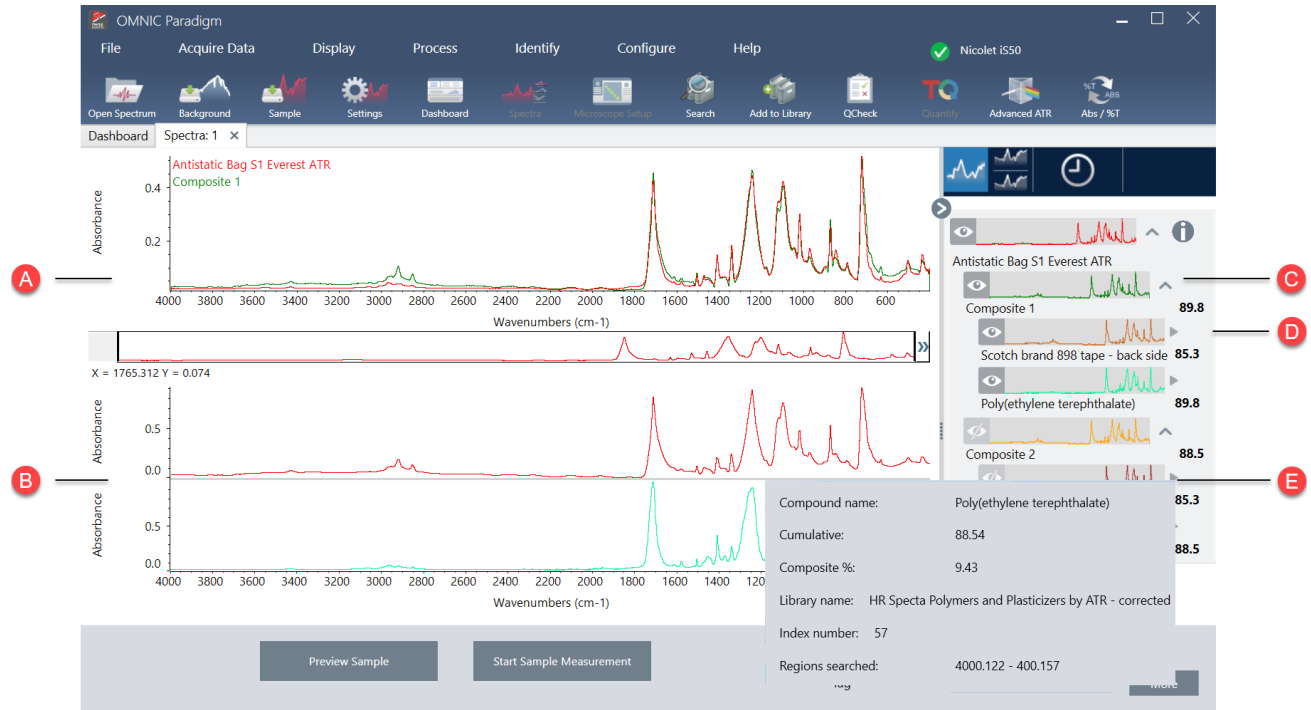 OMNIC Paradigm
File Acquire Data Display Process Identify Configure Help Nicolet iS50
%T ABS TQ
Open Spectrum Background Sample Settings Dashboard Spectra Microscope Setup Search Add to Library QCheck Quantify Advanced ATR Abs / %T
Dashboard Spectra: 1
Antistatic Bag S1 Everest ATR
Composite 1
Absorbance
0.4
0.2
4000 3800 3600 3400 3200 3000 2800 2600 2400 2200 2000 1800 1600 1400 1200 1000 800 600
Wavenumbers (cm-1)
X = 1765.312 Y = 0.074
Absorbance
0.5
0.0
Absorbance
0.5
0.0
4000 3800 3600 3400 3200 3000 2800 2600 2400 2200 2000 1800 1600 1400
Wavenumbers (cm-1)
A
B
Antistatic Bag S1 Everest ATR
Composite 1 89.8
Scotch brand 898 tape - back side 85.3
Poly(ethylene terephthalate) 89.8
Composite 2 88.5
85.3
88.5
C
D
E
Compound name: Poly(ethylene terephthalate)
Cumulative: 88.54
Composite %: 9.43
Library name: HR Specta Polymers and Plasticizers by ATR - corrected
Index number: 57
Regions searched: 4000.122 - 400.157
More
Preview Sample Start Sample Measurement